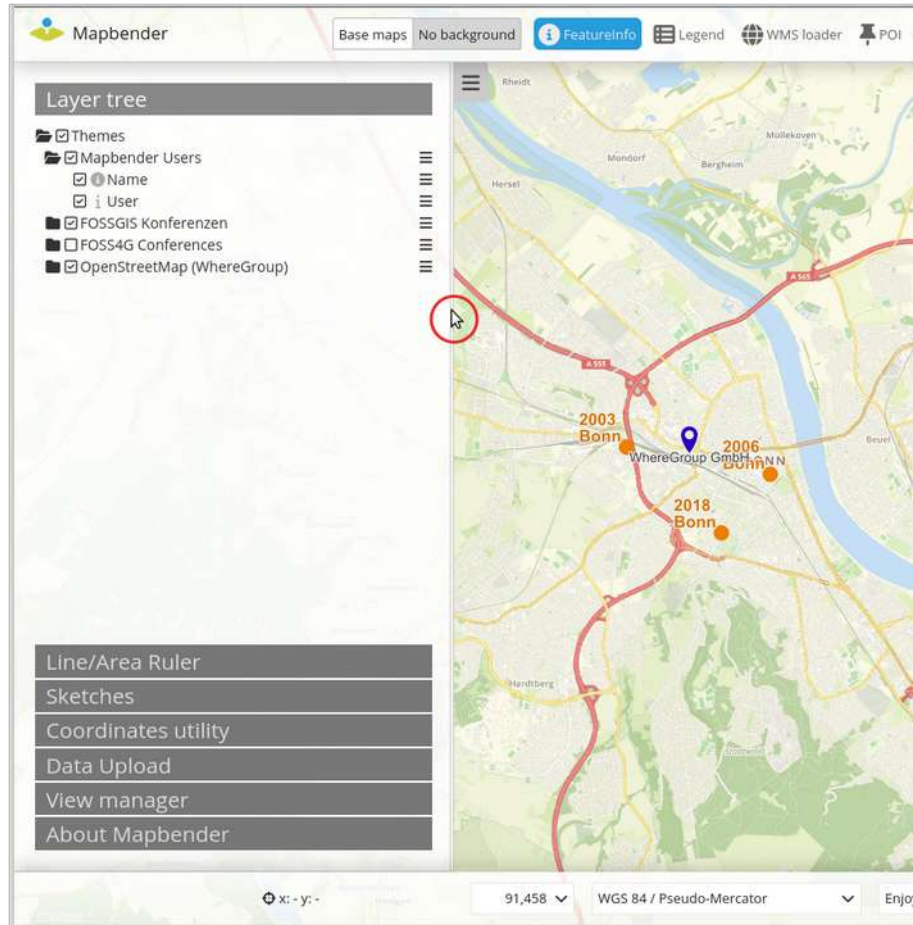 Mapbender
Base maps No background FeatureInfo Legend WMS loader POI
Layer tree
Themes
Mapbender Users
Name
User
FOSSGIS Konferenzen
FOSS4G Conferences
OpenStreetMap (WhereGroup)
Line/Area Ruler
Sketches
Coordinates utility
Data Upload
View manager
About Mapbender
Rheidt
Müllekoven
Mondorf
Bergheim
Hersel
A 565
A 555
2003
Bonn
WhereGroup GmbH
2006
Bonn
Beuel
2018
Bonn
Hardtberg
x: - y: -
91,458
WGS 84 / Pseudo-Mercator
Enjoy